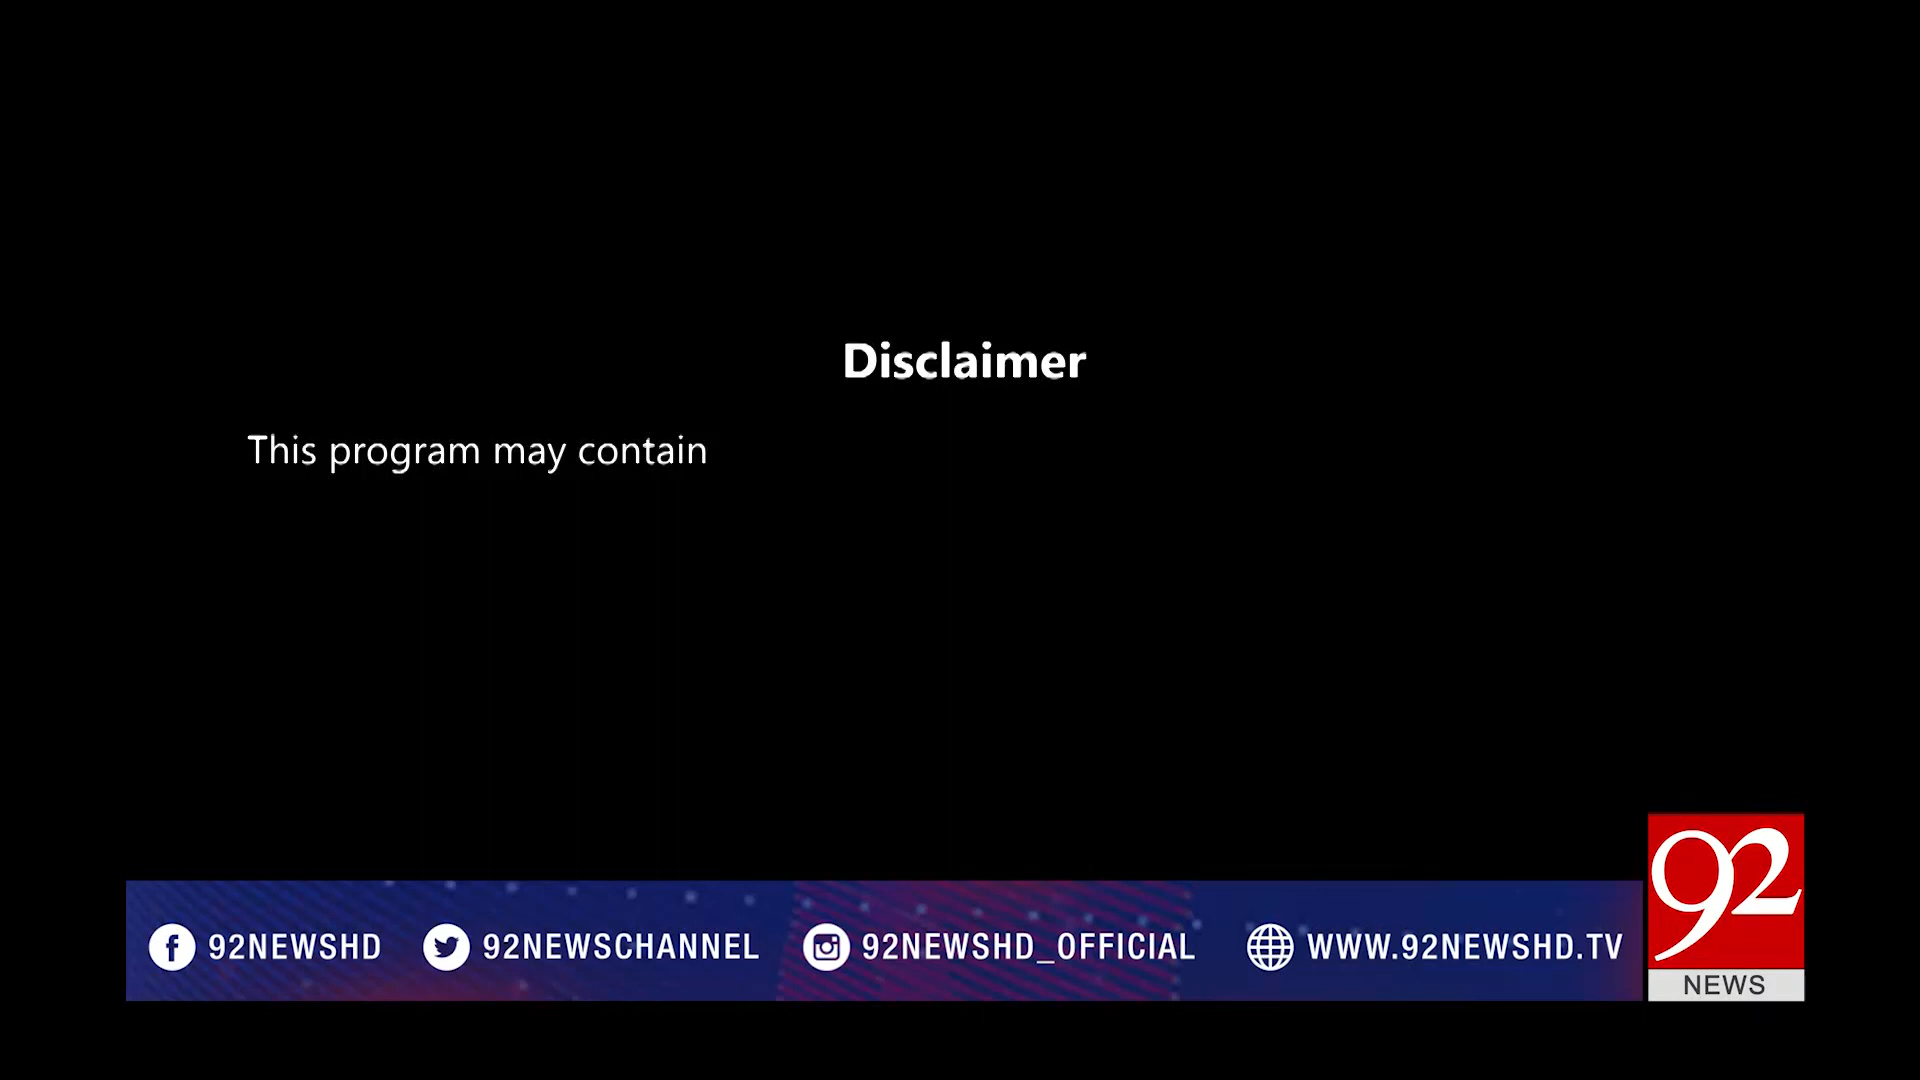 Disclaimer
This program may contain
92NEWSHD 92NEWSCHANNEL 92NEWSHD_OFFICIAL WWW.92NEWSHD.TV
92
NEWS